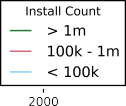 Install Count
> 1m
100k - 1m
< 100k
2000